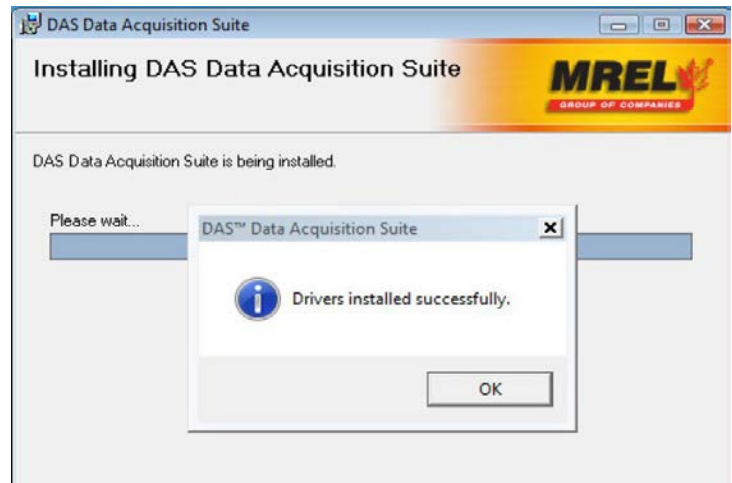 DAS Data Acquisition Suite
Installing DAS Data Acquisition Suite
MREL
GROUP OF COMPANIES
DAS Data Acquisition Suite is being installed.
Please wait...
DAS™ Data Acquisition Suite
Drivers installed successfully.
OK